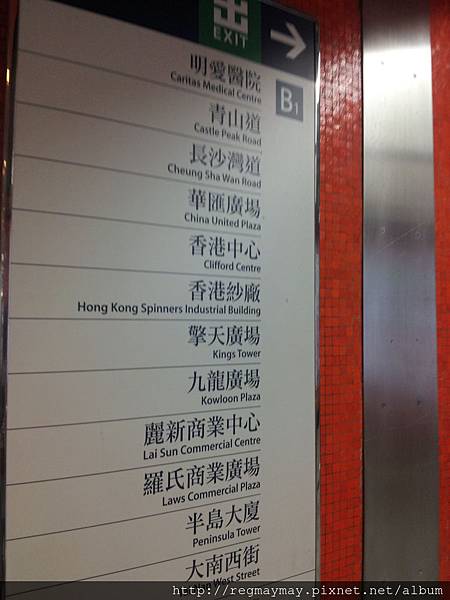 出
EXIT
B1
明愛醫院
Caritas Medical Centre
青山道
Castle Peak Road
長沙灣道
Cheung Sha Wan Road
華匯廣場
China United Plaza
香港中心
Clifford Centre
香港紗廠
Hong Kong Spinners Industrial Building
擎天廣場
Kings Tower
九龍廣場
Kowloon Plaza
麗新商業中心
Lai Sun Commercial Centre
羅氏商業廣場
Laws Commercial Plaza
半島大廈
Peninsula Tower
大南西街
Nan West Street
http://regmaymay.pixnet.net/album